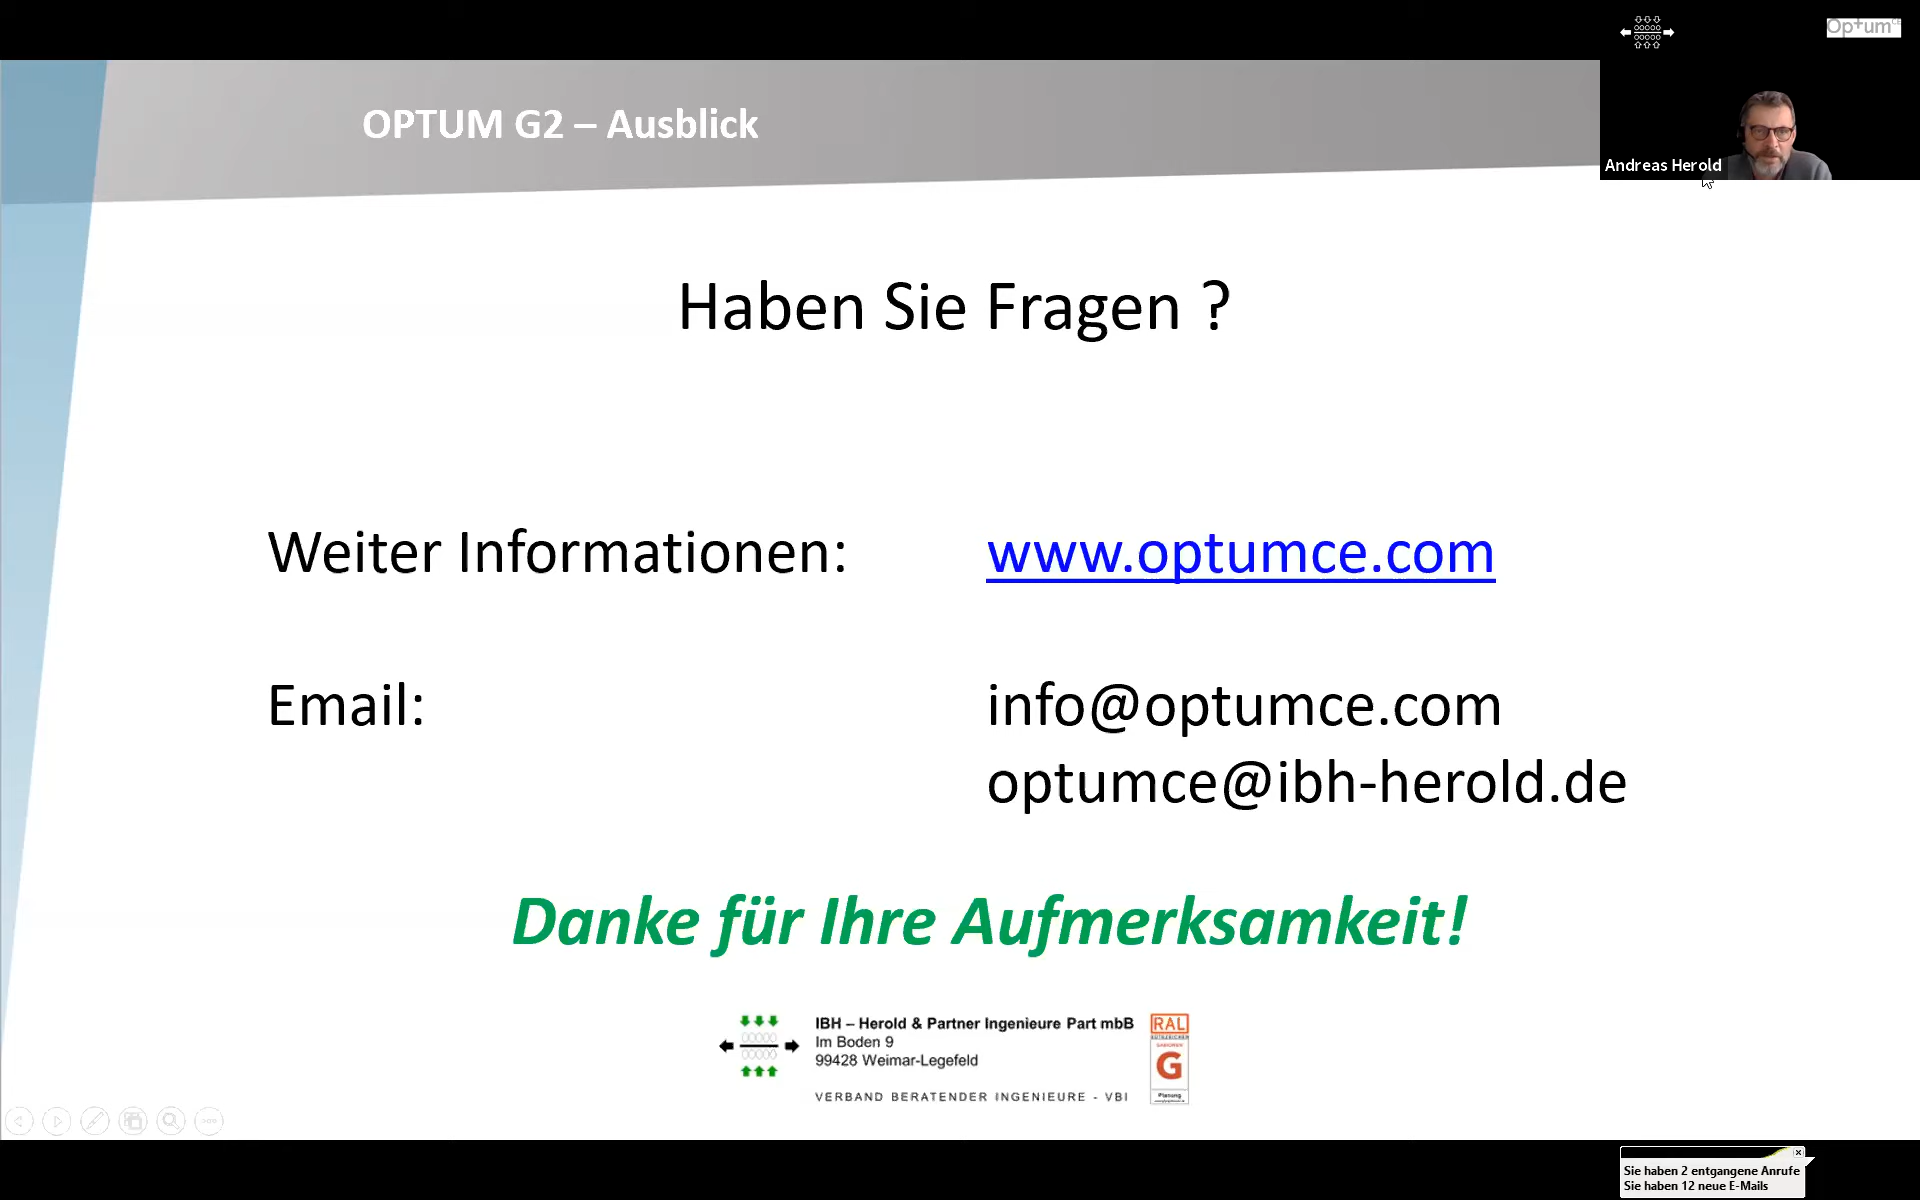 Optum
OPTUM G2 – Ausblick
Andreas Herold
Haben Sie Fragen ?
Weiter Informationen: www.optumce.com
Email: info@optumce.com
optumce@ibh-herold.de
Danke für Ihre Aufmerksamkeit!
IBH – Herold & Partner Ingenieure Part mbB
Im Boden 9
99428 Weimar-Legefeld
VERBAND BERATENDER INGENIEURE - VBI
RAL
GÜTEZEICHEN
G
Planung
Sie haben 2 entgangene Anrufe
Sie haben 12 neue E-Mails